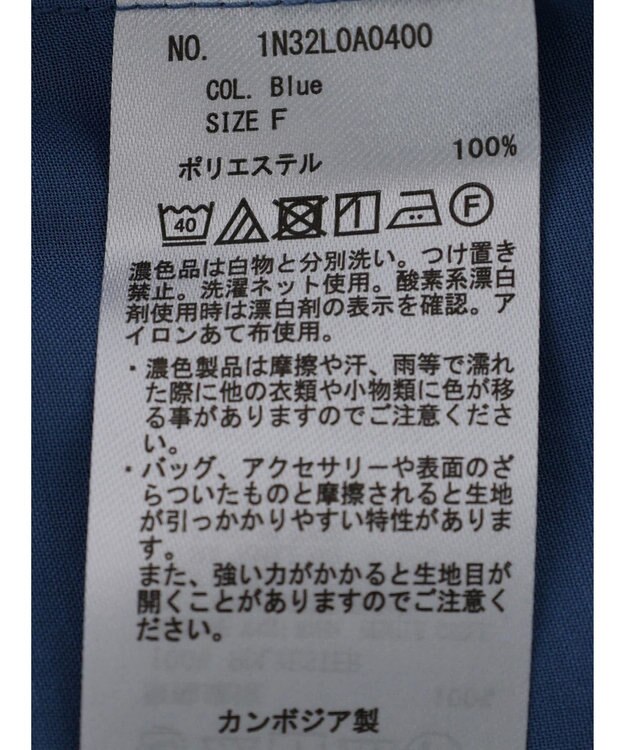 NO. 1N32L0A0400
COL. Blue
SIZE F
ポリエステル 100%
40 F
濃色品は白物と分別洗い。つけ置き
禁止。洗濯ネット使用。酸素系漂白
剤使用時は漂白剤の表示を確認。ア
イロンあて布使用。
・濃色製品は摩擦や汗、雨等で濡れ
た際に他の衣類や小物類に色が移
る事がありますのでご注意くださ
い。
・バッグ、アクセサリーや表面のざ
らついたものと摩擦されると生地
が引っかかりやすい特性がありま
す。
また、強い力がかかると生地目が
開くことがありますのでご注意く
ださい。
カンボジア製